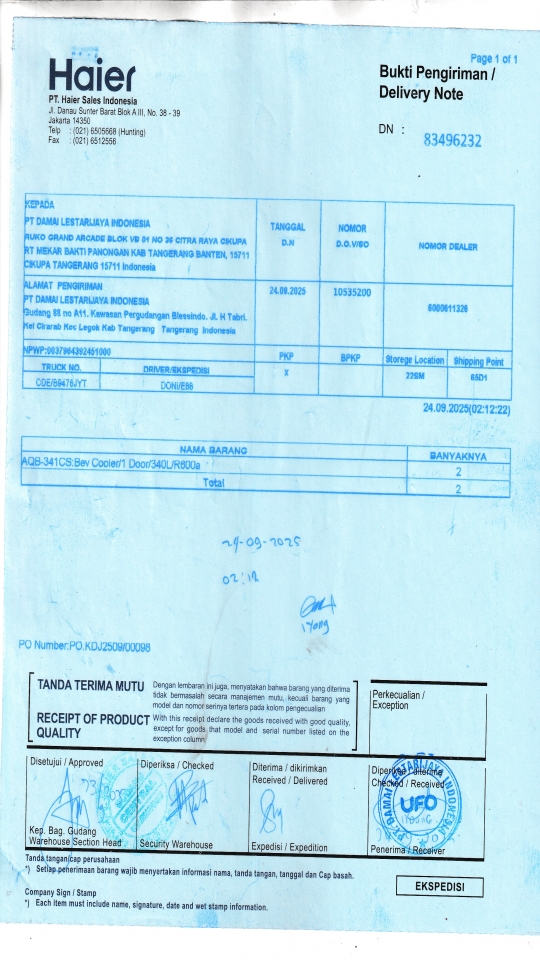 Page 1 of 1
Haier
PT. Haier Sales Indonesia
Jl. Danau Sunter Barat Blok A III, No. 38 - 39
Jakarta 14350
Telp : (021) 6505668 (Hunting)
Fax : (021) 6512556
Bukti Pengiriman /
Delivery Note
DN : 83496232
KEPADA
PT DAMAI LESTARIJAYA INDONESIA
RUKO GRAND ARCADE BLOK VB 01 NO 36 CITRA RAYA CIKUPA
RT MEKAR BAKTI PANONGAN KAB TANGERANG BANTEN, 15711
CIKUPA TANGERANG 15711 Indonesia
TANGGAL D.N
NOMOR D.O.V/SO
NOMOR DEALER
ALAMAT PENGIRIMAN
PT DAMAI LESTARIJAYA INDONESIA
Gudang 88 no A11. Kawasan Pergudangan Blessindo. Jl. H Tabri.
Kel Cirarab Kec Legok Kab Tangerang Tangerang Indonesia
24.09.2025
10535200
6000611326
NPWP:0037984392451000
PKP
BPKP
Storege Location
Shipping Point
TRUCK NO.
DRIVER/EKSPEDISI
X
22SM
65D1
CDE/B9476JYT
DONI/E88
24.09.2025(02:12:22)
NAMA BARANG
BANYAKNYA
AQB-341CS:Bev Cooler/1 Door/340L/R600a
2
Total
2
24-09-2025
02:12
Iyong
PO Number:PO.KDJ2509/00098
TANDA TERIMA MUTU
Dengan lembaran ini juga, menyatakan bahwa barang yang diterima
tidak bermasalah secara manajemen mutu, kecuali barang yang
model dan nomor serinya tertera pada kolom pengecualian
RECEIPT OF PRODUCT
QUALITY
With this receipt declare the goods received with good quality,
except for goods that model and serial number listed on the
exception column
Perkecualian /
Exception
Disetujui / Approved
Diperiksa / Checked
Diterima / dikirimkan
Received / Delivered
Diperiksa/ diterima
Checked / Received
PT. DAMAI LESTARIJAYA INDONESIA
UFO
Kep. Bag. Gudang
Warehouse Section Head
Security Warehouse
Expedisi / Expedition
Penerima / Receiver
Tanda tangan/cap perusahaan
*) Setiap penerimaan barang wajib menyertakan informasi nama, tanda tangan, tanggal dan Cap basah.
EKSPEDISI
Company Sign / Stamp
*) Each item must include name, signature, date and wet stamp information.